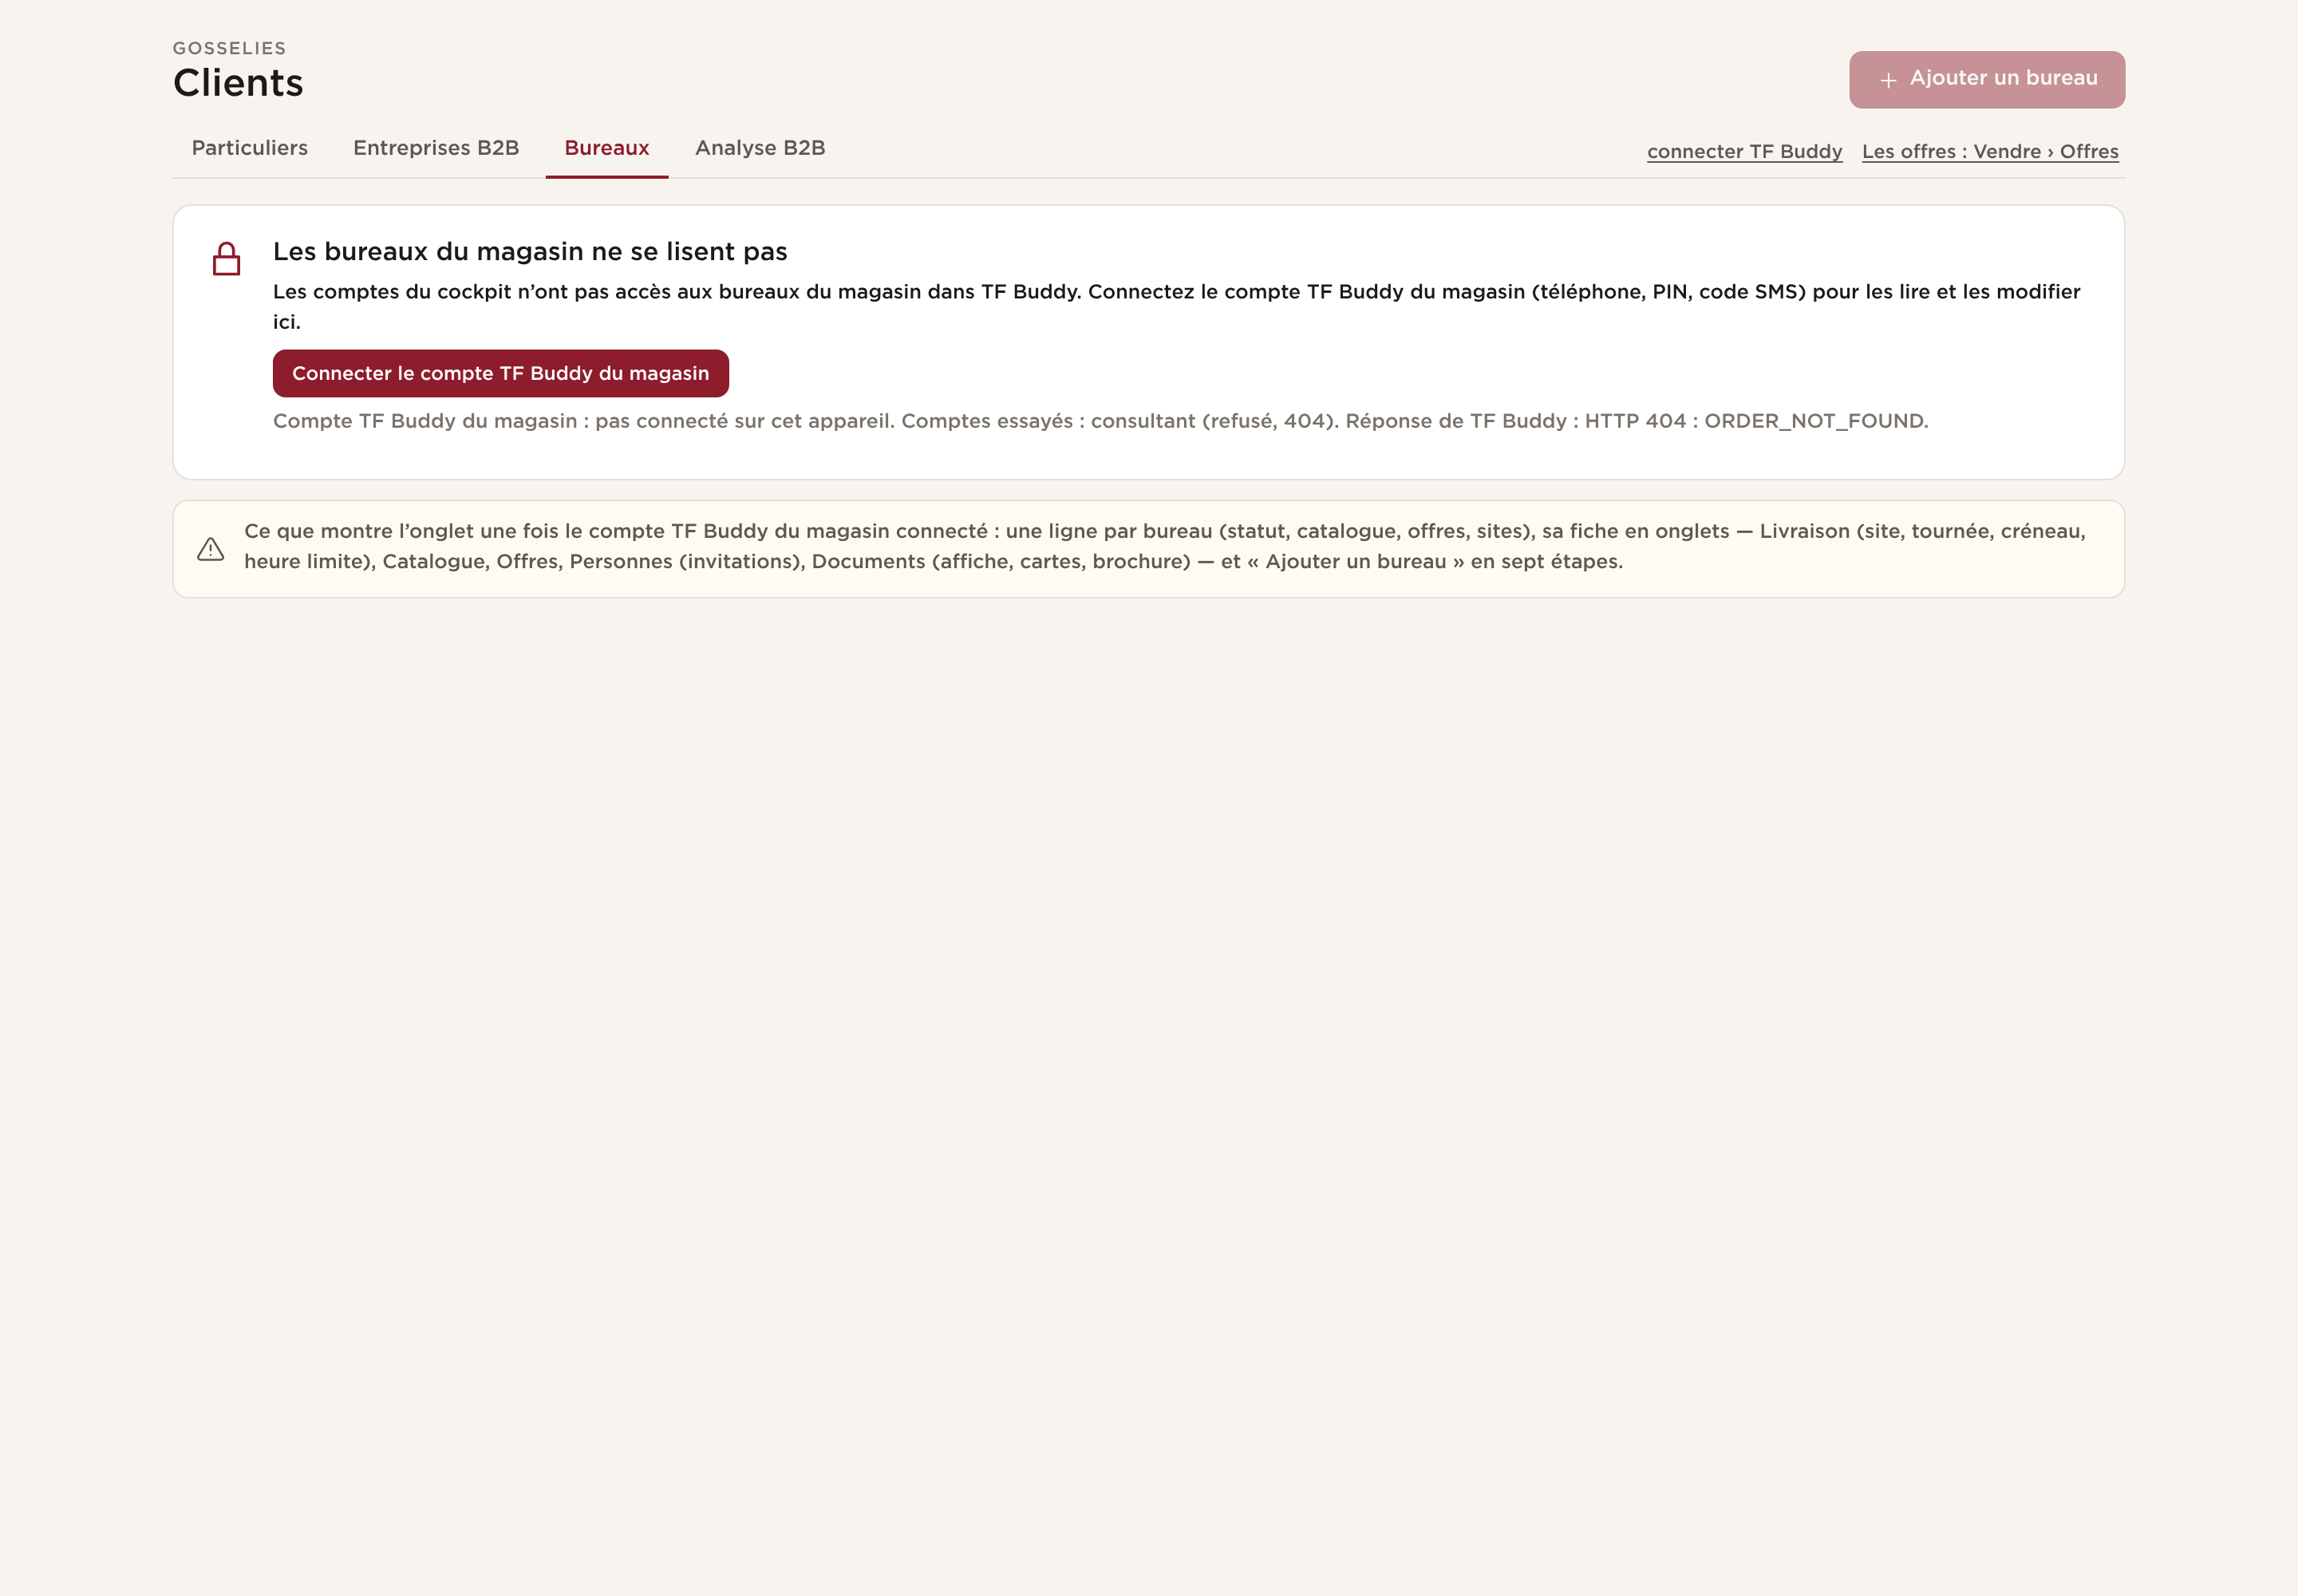 GOSSELIES
Clients
+ Ajouter un bureau
Particuliers Entreprises B2B Bureaux Analyse B2B connecter TF Buddy Les offres : Vendre › Offres
Les bureaux du magasin ne se lisent pas
Les comptes du cockpit n’ont pas accès aux bureaux du magasin dans TF Buddy. Connectez le compte TF Buddy du magasin (téléphone, PIN, code SMS) pour les lire et les modifier
ici.
Connecter le compte TF Buddy du magasin
Compte TF Buddy du magasin : pas connecté sur cet appareil. Comptes essayés : consultant (refusé, 404). Réponse de TF Buddy : HTTP 404 : ORDER_NOT_FOUND.
Ce que montre l’onglet une fois le compte TF Buddy du magasin connecté : une ligne par bureau (statut, catalogue, offres, sites), sa fiche en onglets — Livraison (site, tournée, créneau,
heure limite), Catalogue, Offres, Personnes (invitations), Documents (affiche, cartes, brochure) — et « Ajouter un bureau » en sept étapes.